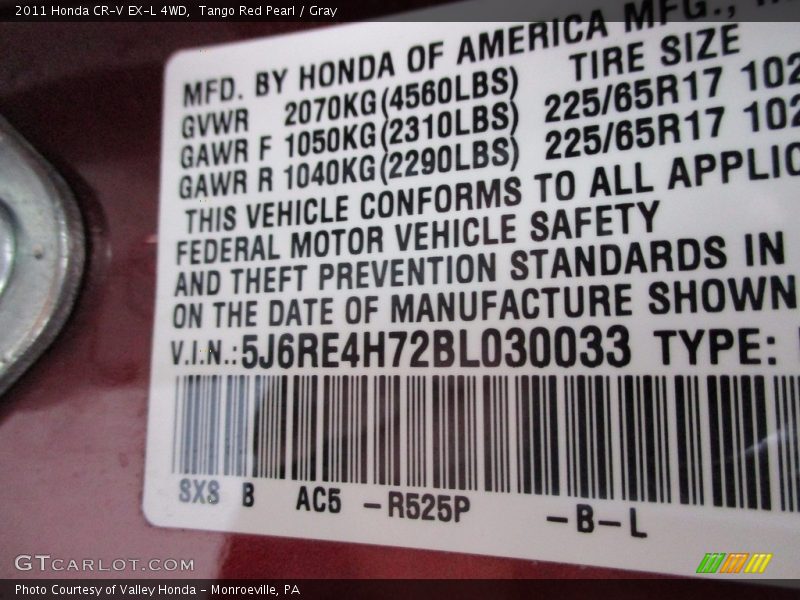 2011 Honda CR-V EX-L 4WD, Tango Red Pearl / Gray
MFD. BY HONDA OF AMERICA MFG.,
GVWR 2070KG(4560LBS) TIRE SIZE
GAWR F 1050KG(2310LBS) 225/65R17 102
GAWR R 1040KG(2290LBS) 225/65R17 102
THIS VEHICLE CONFORMS TO ALL APPLIC
FEDERAL MOTOR VEHICLE SAFETY
AND THEFT PREVENTION STANDARDS IN
ON THE DATE OF MANUFACTURE SHOWN
V.I.N.:5J6RE4H72BL030033 TYPE:
SXS B AC5 -R525P -B-L
GTCARLOT.COM
Photo Courtesy of Valley Honda - Monroeville, PA